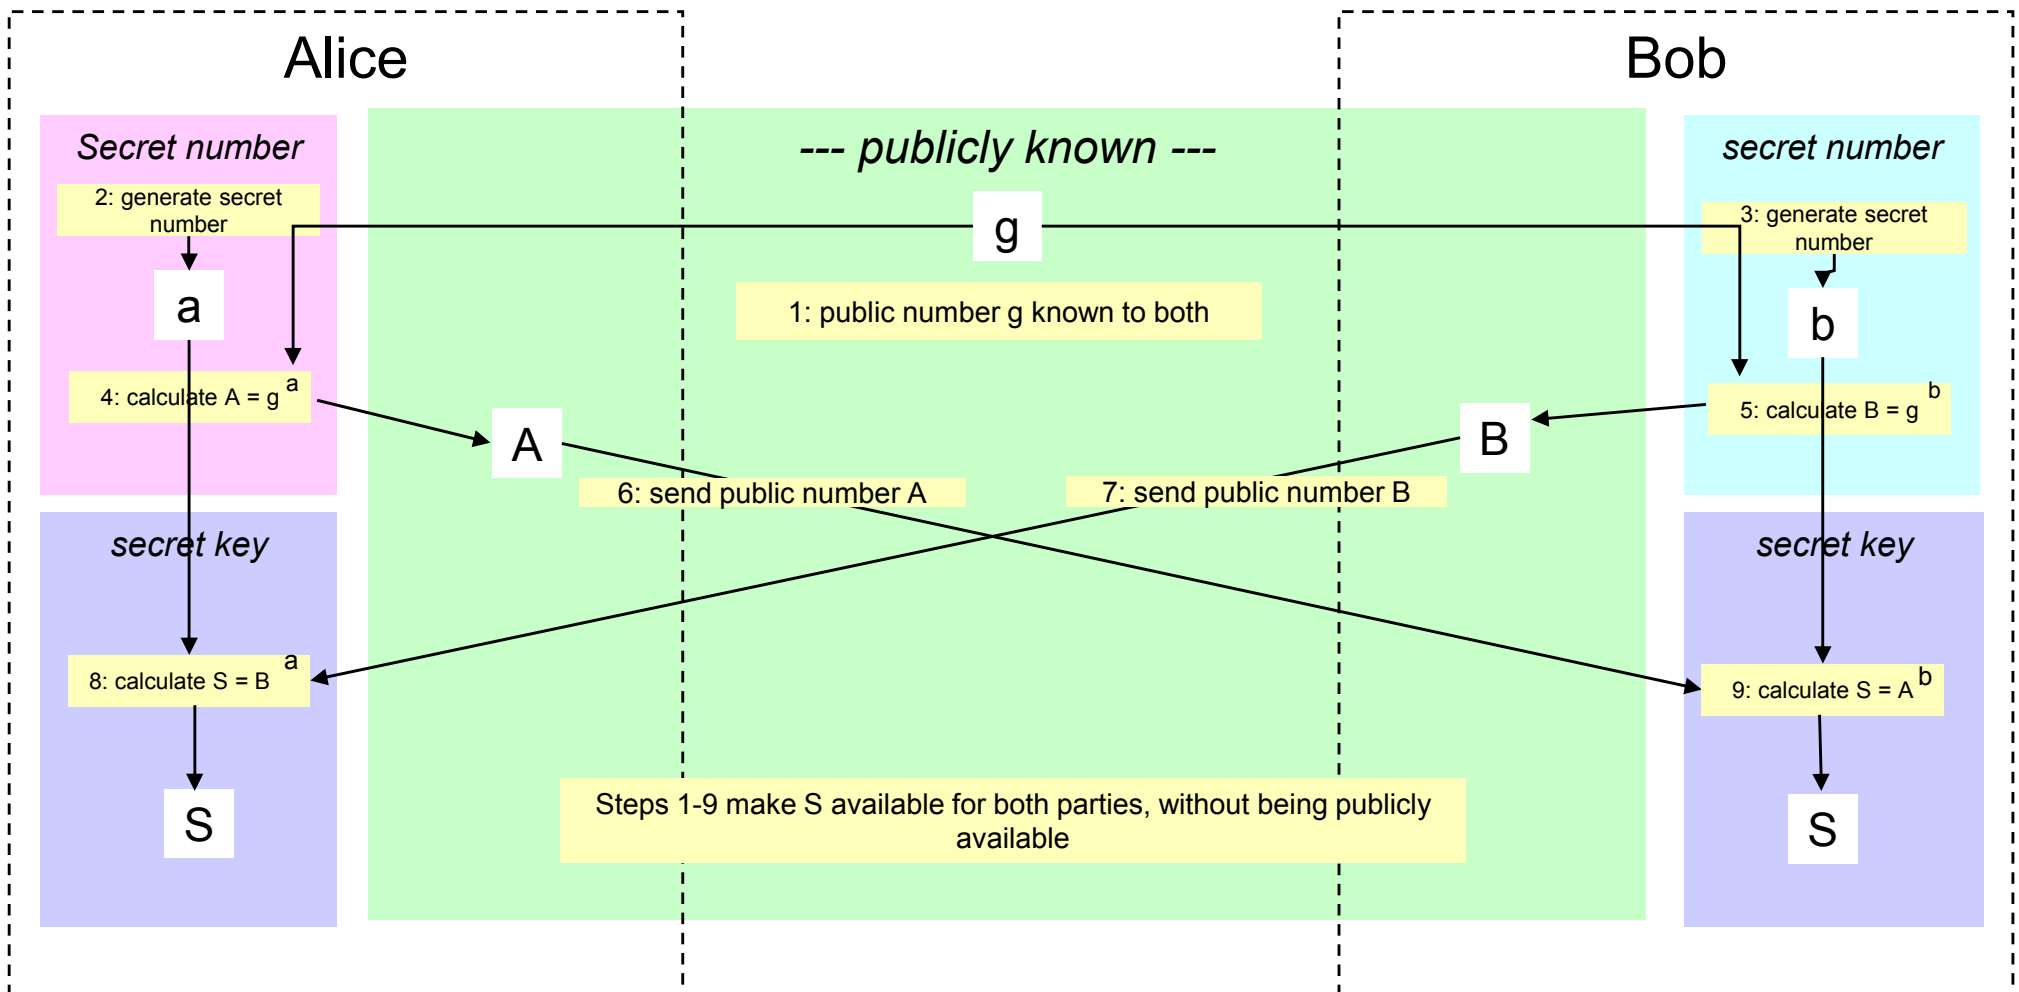 Alice
Bob
Secret number
--- publicly known ---
secret number
2: generate secret
number
3: generate secret
number
g
a
b
1: public number g known to both
4: calculate A = g a
5: calculate B = g b
A
B
6: send public number A
7: send public number B
secret key
secret key
8: calculate S = B a
9: calculate S = A b
S
S
Steps 1-9 make S available for both parties, without being publicly
available